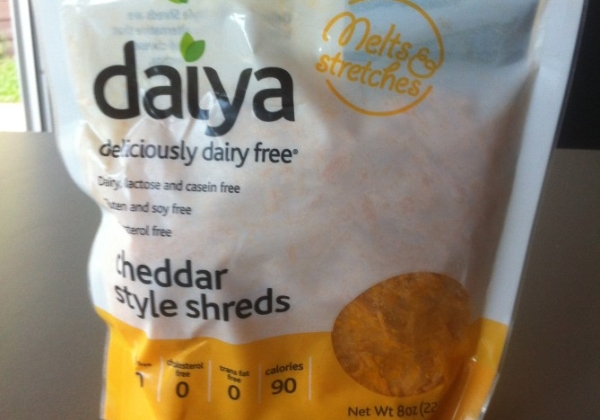 Melts &
stretches
daiya
deliciously dairy free®
Dairy, lactose and casein free
and soy free
free
cheddar
style shreds
cholesterol
free
0
trans fat
free
0
calories
90
Net Wt 8oz